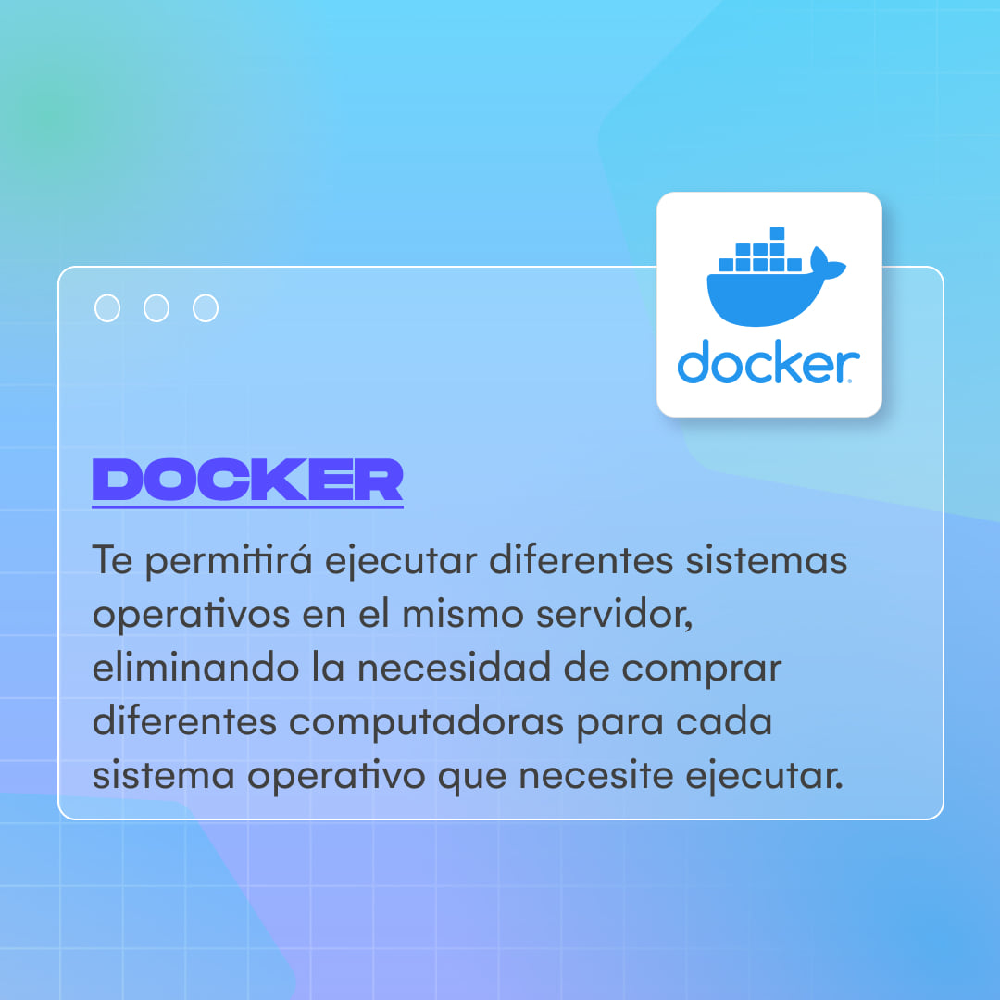 docker
DOCKER
Te permitirá ejecutar diferentes sistemas
operativos en el mismo servidor,
eliminando la necesidad de comprar
diferentes computadoras para cada
sistema operativo que necesite ejecutar.